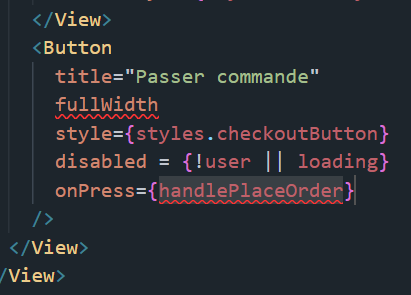 </View>
<Button
title="Passer commande"
fullWidth
style={styles.checkoutButton}
disabled = {!user || loading}
onPress={handlePlaceOrder}
/>
</View>
/View>